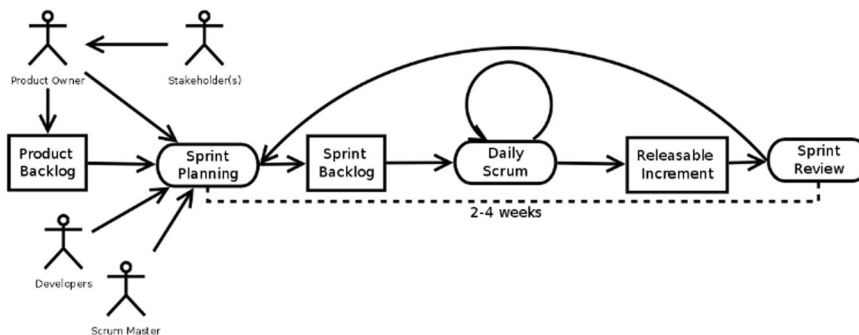 Product Owner
Stakeholder(s)
Product
Backlog
Sprint
Planning
Sprint
Backlog
Daily
Scrum
Releasable
Increment
Sprint
Review
2-4 weeks
Developers
Scrum Master